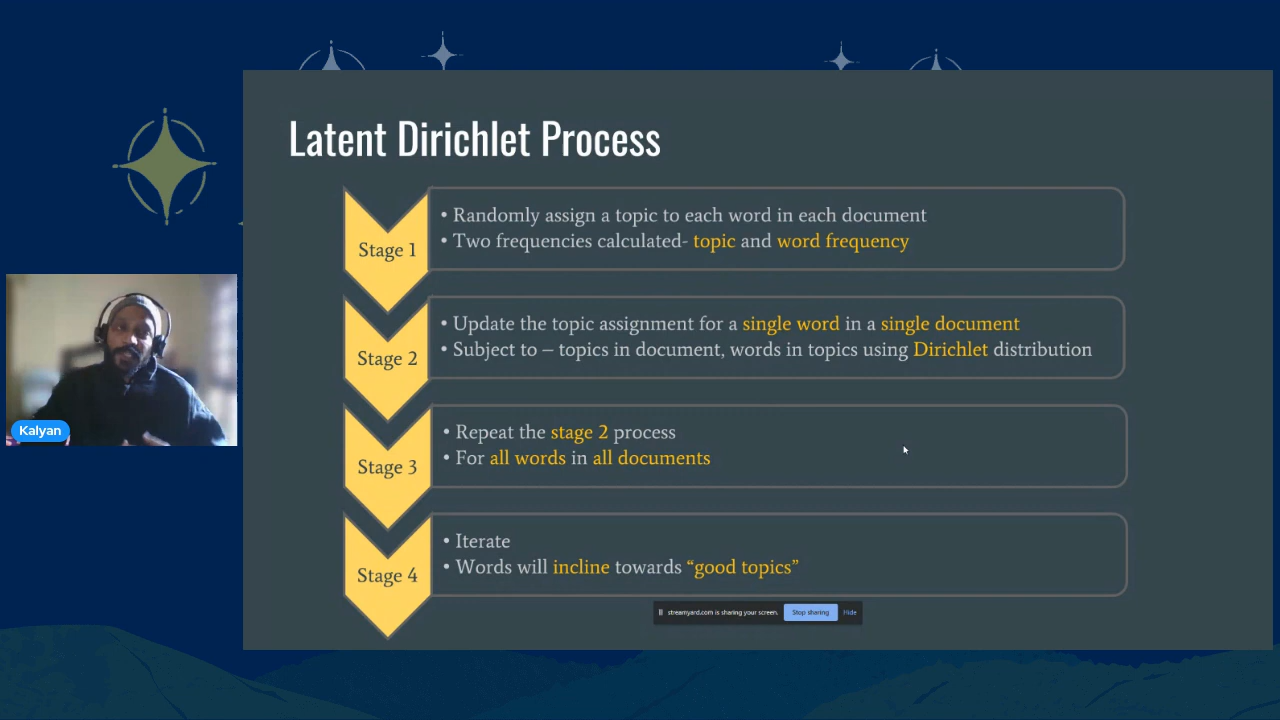 Latent Dirichlet Process
Stage 1
• Randomly assign a topic to each word in each document
• Two frequencies calculated- topic and word frequency
Stage 2
• Update the topic assignment for a single word in a single document
• Subject to – topics in document, words in topics using Dirichlet distribution
Stage 3
• Repeat the stage 2 process
• For all words in all documents
Stage 4
• Iterate
• Words will incline towards “good topics”
streamyard.com is sharing your screen. Stop sharing Hide
Kalyan